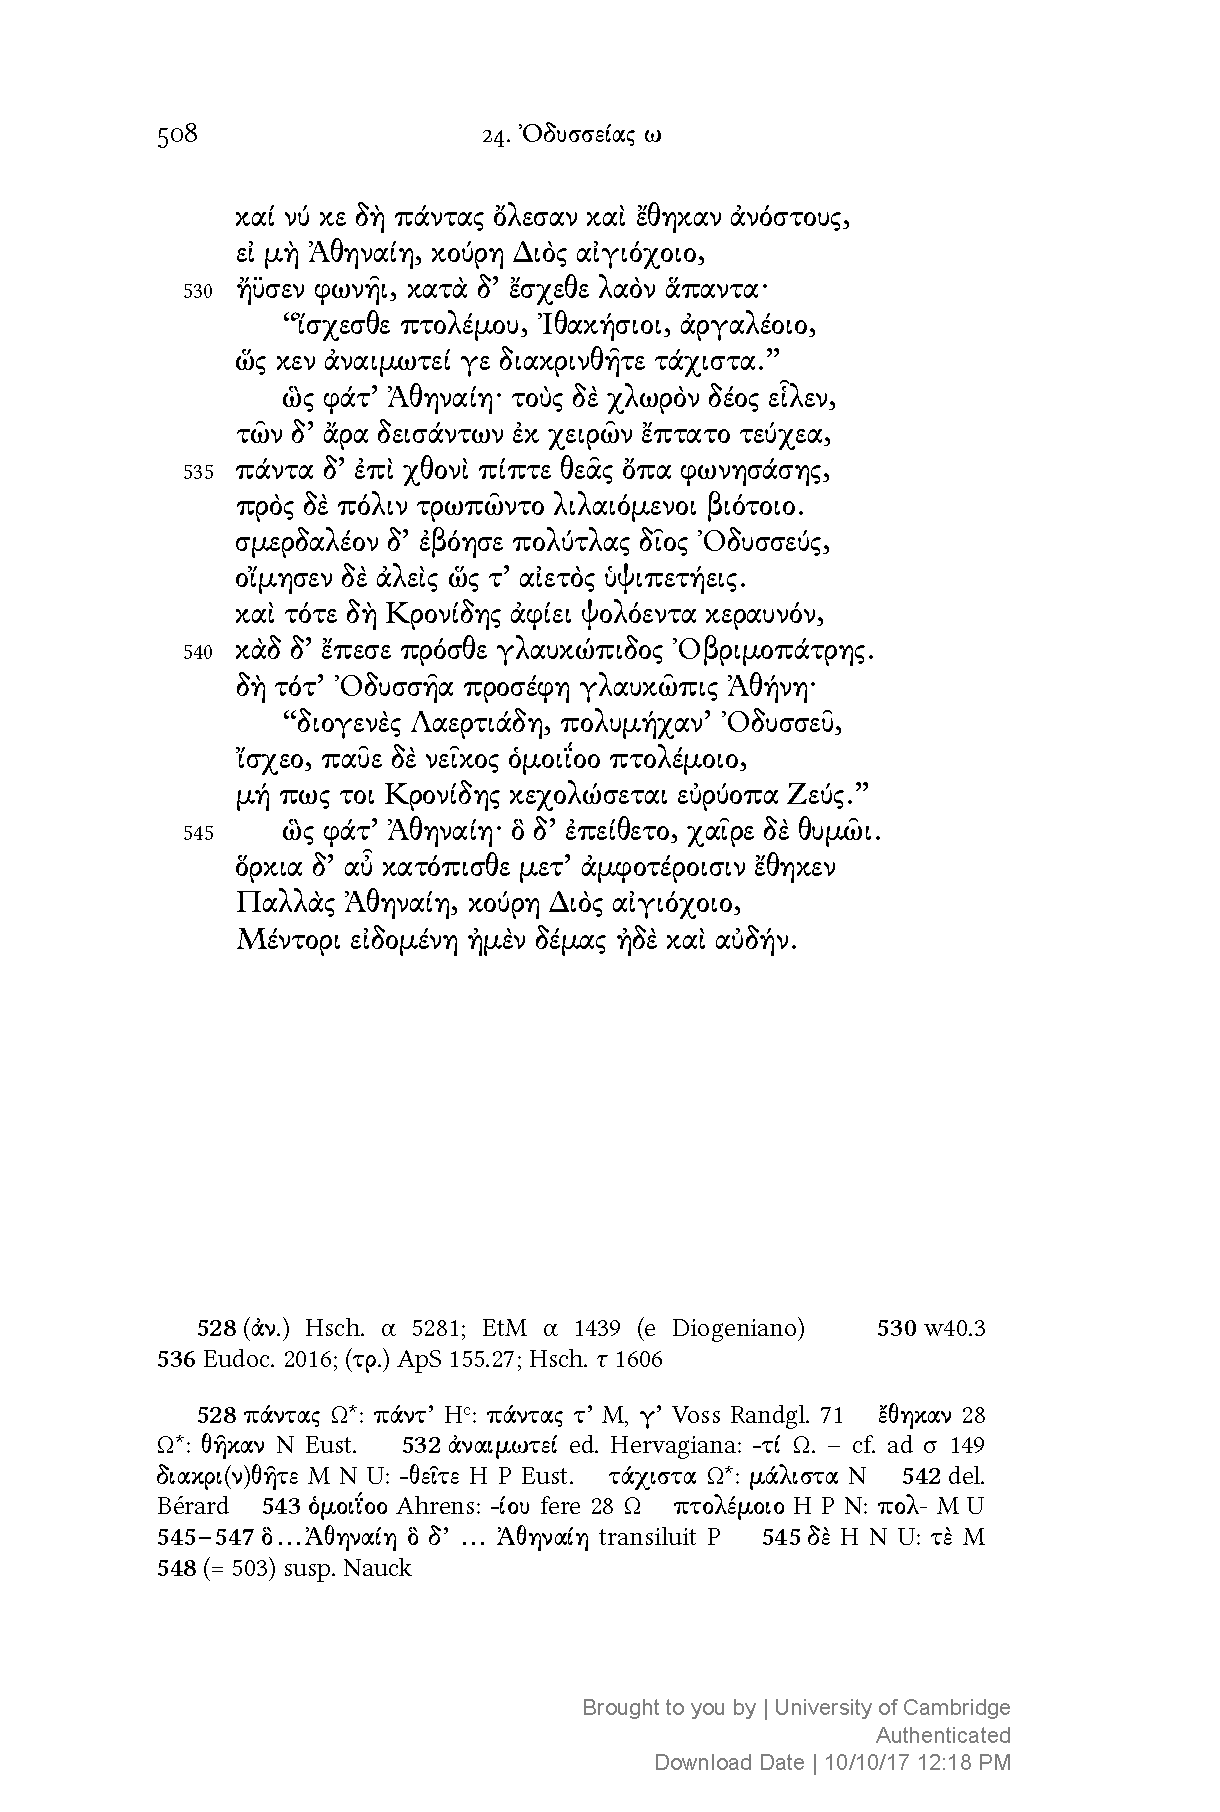 508 24. Ὀδυσσείας ω
καί νύ κε δὴ πάντας ὄλεσαν καὶ ἔθηκαν ἀνόστους,
εἰ μὴ Ἀθηναίη, κούρη Διὸς αἰγιόχοιο,
530 ἤϋσεν φωνῆι, κατὰ δ’ ἔσχεθε λαὸν ἅπαντα·
“ἴσχεσθε πτολέμου, Ἰθακήσιοι, ἀργαλέοιο,
ὥς κεν ἀναιμωτεί γε διακρινθῆτε τάχιστα.”
ὣς φάτ’ Ἀθηναίη· τοὺς δὲ χλωρὸν δέος εἷλεν,
τῶν δ’ ἄρα δεισάντων ἐκ χειρῶν ἔπτατο τεύχεα,
535 πάντα δ’ ἐπὶ χθονὶ πίπτε θεᾶς ὄπα φωνησάσης,
πρὸς δὲ πόλιν τρωπῶντο λιλαιόμενοι βιότοιο.
σμερδαλέον δ’ ἐβόησε πολύτλας δῖος Ὀδυσσεύς,
οἴμησεν δὲ ἀλεὶς ὥς τ’ αἰετὸς ὑψιπετήεις.
καὶ τότε δὴ Κρονίδης ἀφίει ψολόεντα κεραυνόν,
540 κὰδ δ’ ἔπεσε πρόσθε γλαυκώπιδος Ὀβριμοπάτρης.
δὴ τότ’ Ὀδυσσῆα προσέφη γλαυκῶπις Ἀθήνη·
“διογενὲς Λαερτιάδη, πολυμήχαν’ Ὀδυσσεῦ,
ἴσχεο, παῦε δὲ νεῖκος ὁμοιΐοο πτολέμοιο,
μή πως τοι Κρονίδης κεχολώσεται εὐρύοπα Ζεύς.”
545 ὣς φάτ’ Ἀθηναίη· ὃ δ’ ἐπείθετο, χαῖρε δὲ θυμῶι.
ὅρκια δ’ αὖ κατόπισθε μετ’ ἀμφοτέροισιν ἔθηκεν
Παλλὰς Ἀθηναίη, κούρη Διὸς αἰγιόχοιο,
Μέντορι εἰδομένη ἠμὲν δέμας ἠδὲ καὶ αὐδήν.
528 (ἀν.) Hsch. α 5281; EtM α 1439 (e Diogeniano) 530 w40.3
536 Eudoc. 2016; (τρ.) ApS 155.27; Hsch. τ 1606
528 πάντας Ω*: πάντ’ Hᶜ: πάντας τ’ M, γ’ Voss Randgl. 71 ἔθηκαν 28
Ω*: θῆκαν N Eust. 532 ἀναιμωτεί ed. Hervagiana: -τί Ω. – cf. ad σ 149
διακρι(ν)θῆτε M N U: -θεῖτε H P Eust. τάχιστα Ω*: μάλιστα N 542 del.
Bérard 543 ὁμοιΐοο Ahrens: -ίου fere 28 Ω πτολέμοιο H P N: πολ- M U
545–547 ὃ…Ἀθηναίη ὃ δ’ … Ἀθηναίη transiluit P 545 δὲ H N U: τὲ M
548 (= 503) susp. Nauck
Brought to you by | University of Cambridge
Authenticated
Download Date | 10/10/17 12:18 PM